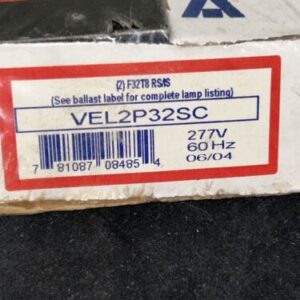 (2) F32T8 RS/IS
(See ballast label for complete lamp listing)
VEL2P32SC
277V
60 Hz
06/04
7 81087 08485 4